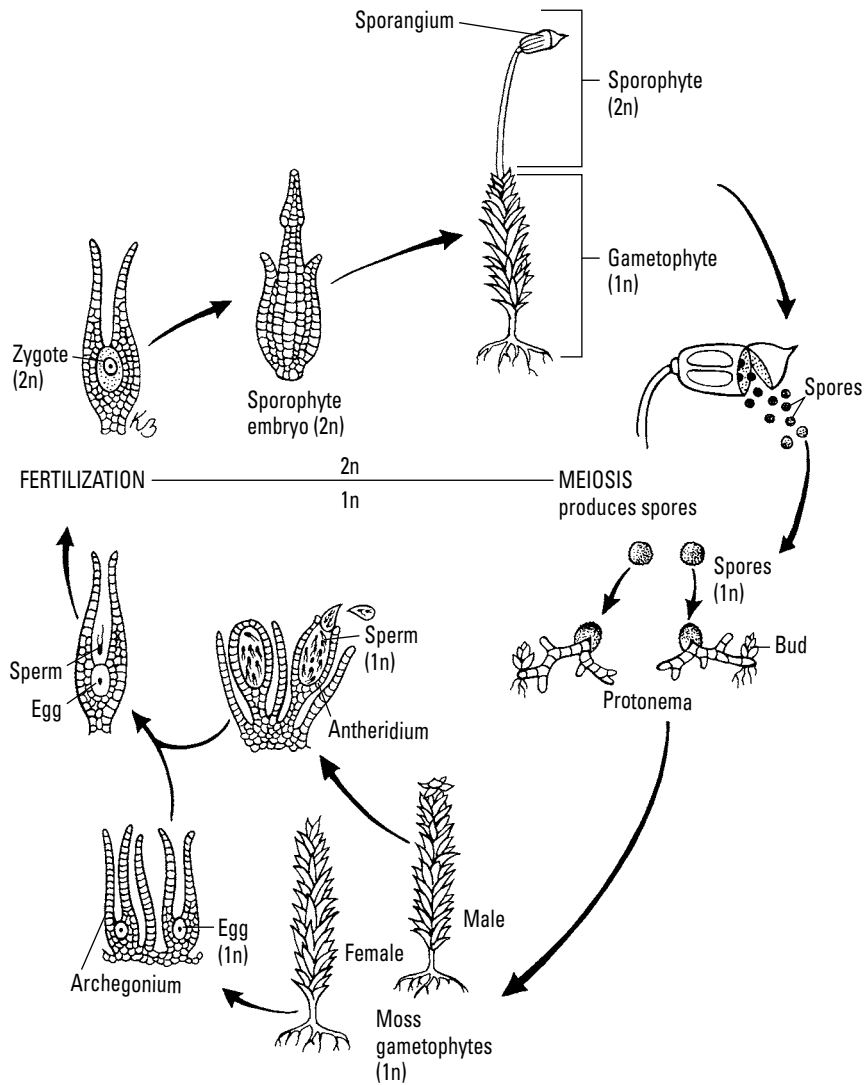 Sporangium
Sporophyte
(2n)
Gametophyte
(1n)
Zygote
(2n)
KB
Sporophyte
embryo (2n)
Spores
FERTILIZATION
2n
1n
MEIOSIS
produces spores
Spores
(1n)
Bud
Protonema
Sperm
Egg
Sperm
(1n)
Antheridium
Archegonium
Egg
(1n)
Female
Male
Moss
gametophytes
(1n)